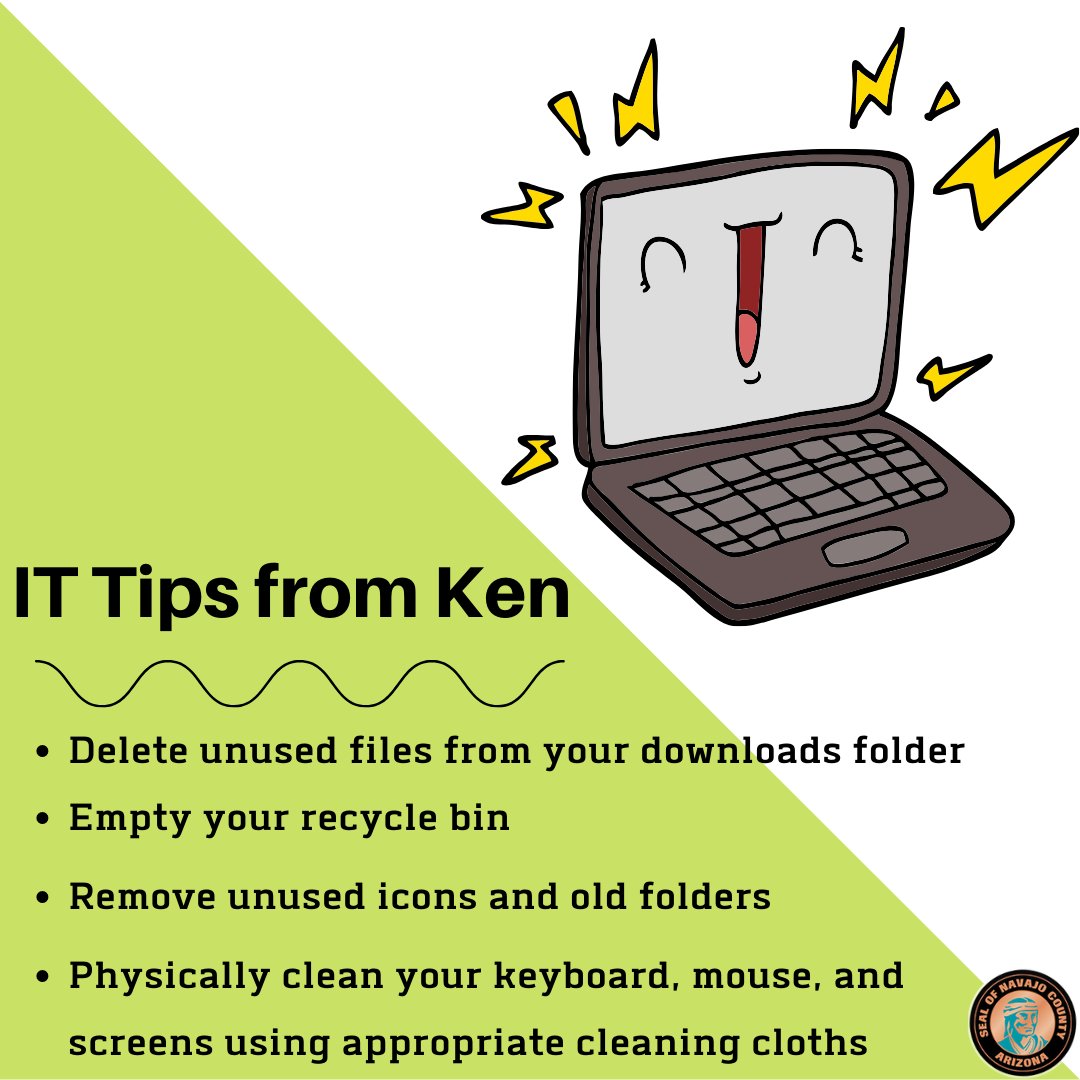 IT Tips from Ken
• Delete unused files from your downloads folder
• Empty your recycle bin
• Remove unused icons and old folders
• Physically clean your keyboard, mouse, and
screens using appropriate cleaning cloths
SEAL OF NAVAJO COUNTY
ARIZONA